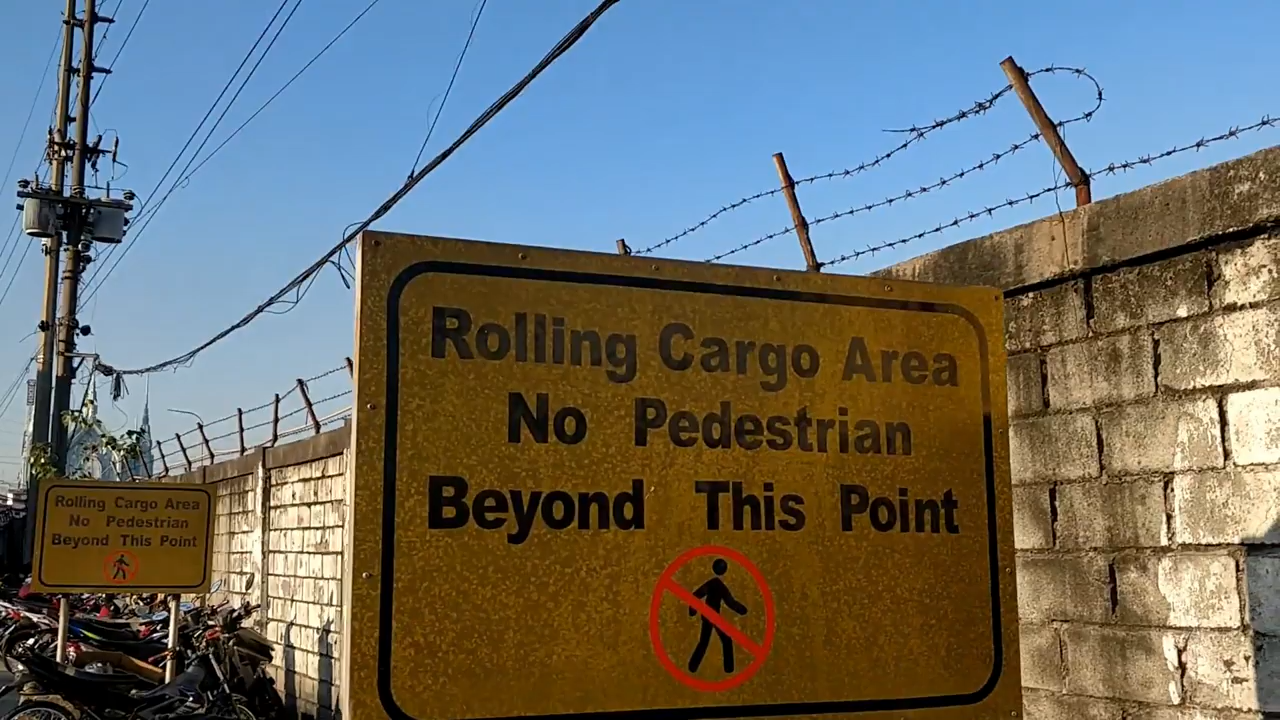 Rolling Cargo Area
No Pedestrian
Beyond This Point
Rolling Cargo Area
No Pedestrian
Beyond This Point